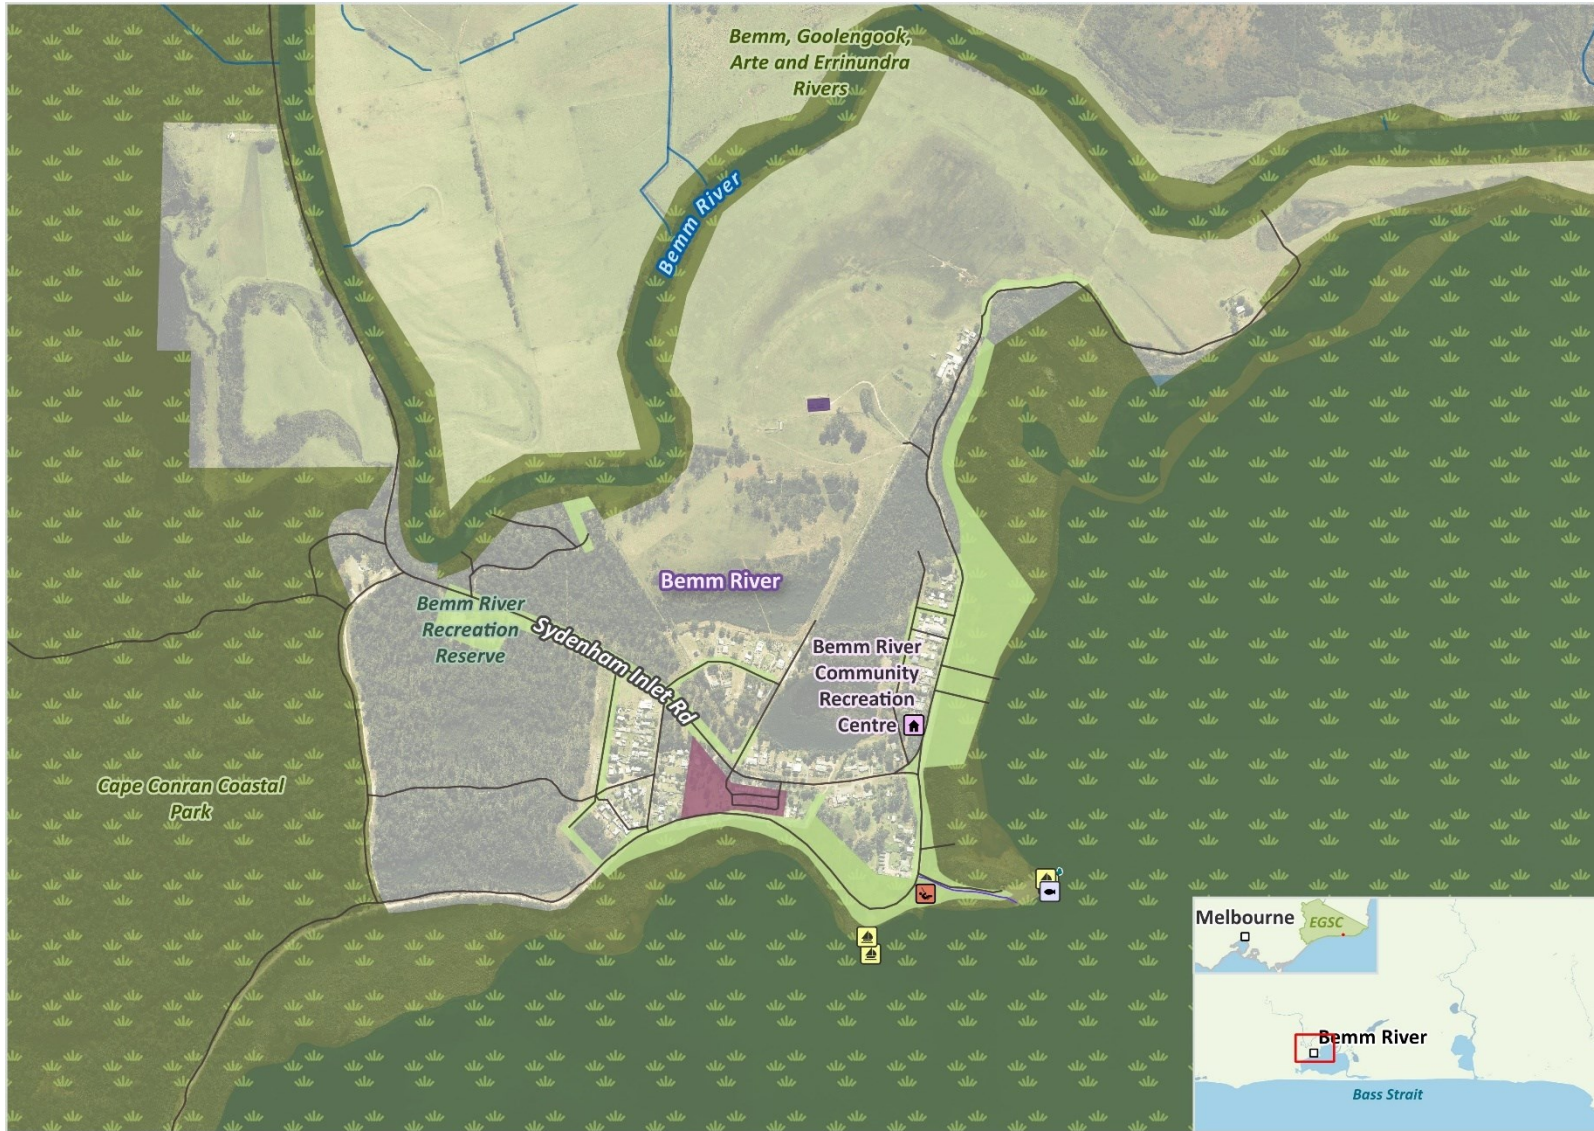 Bemm, Goolengook,
Arte and Errinundra
Rivers
Bemm River
Bemm River
Bemm River
Recreation
Reserve
Sydenham Inlet Rd
Bemm River
Community
Recreation
Centre
Cape Conran Coastal
Park
Melbourne
EGSC
Bemm River
Bass Strait